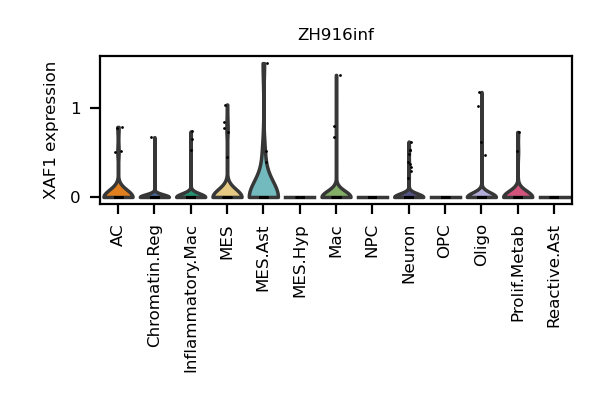 ZH916inf
XAF1 expression
1
0
AC
Chromatin.Reg
Inflammatory.Mac
MES
MES.Ast
MES.Hyp
Mac
NPC
Neuron
OPC
Oligo
Prolif.Metab
Reactive.Ast